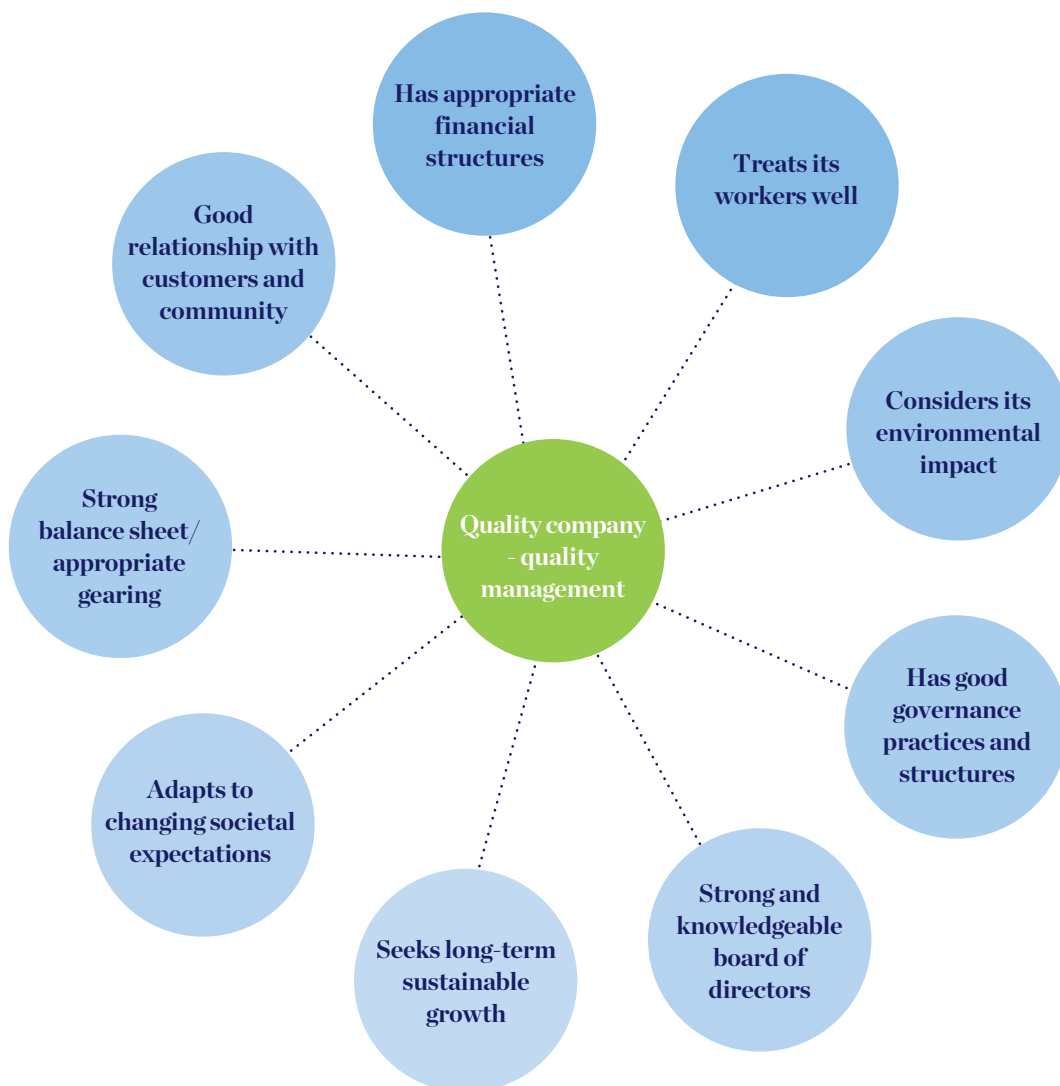 Has appropriate
financial
structures
Treats its
workers well
Good
relationship with
customers and
community
Considers its
environmental
impact
Strong
balance sheet/
appropriate
gearing
Quality company
- quality
management
Has good
governance
practices and
structures
Adapts to
changing societal
expectations
Strong and
knowledgeable
board of
directors
Seeks long-term
sustainable
growth